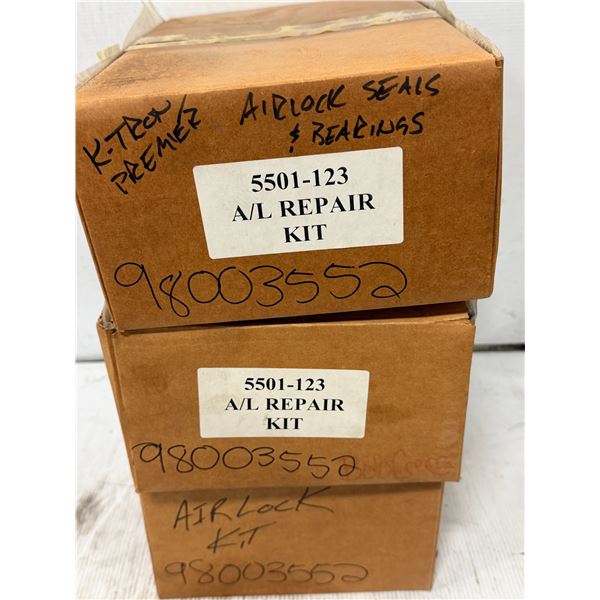 K-TRON/
PREMIER
AIRLOCK SEALS
& BEARINGS
5501-123
A/L REPAIR
KIT
98003552
5501-123
A/L REPAIR
KIT
98003552
AIRLOCK
KIT
98003552